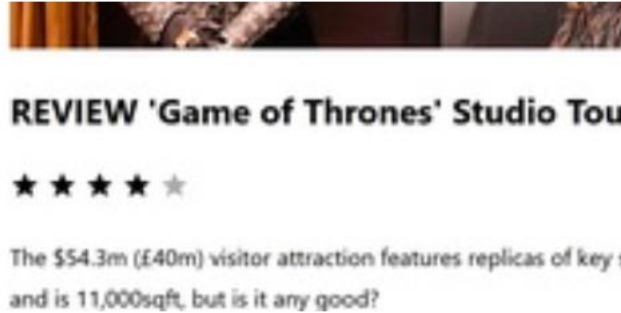 REVIEW 'Game of Thrones' Studio Tou
The $54.3m (£40m) visitor attraction features replicas of key s
and is 11,000sqft, but is it any good?